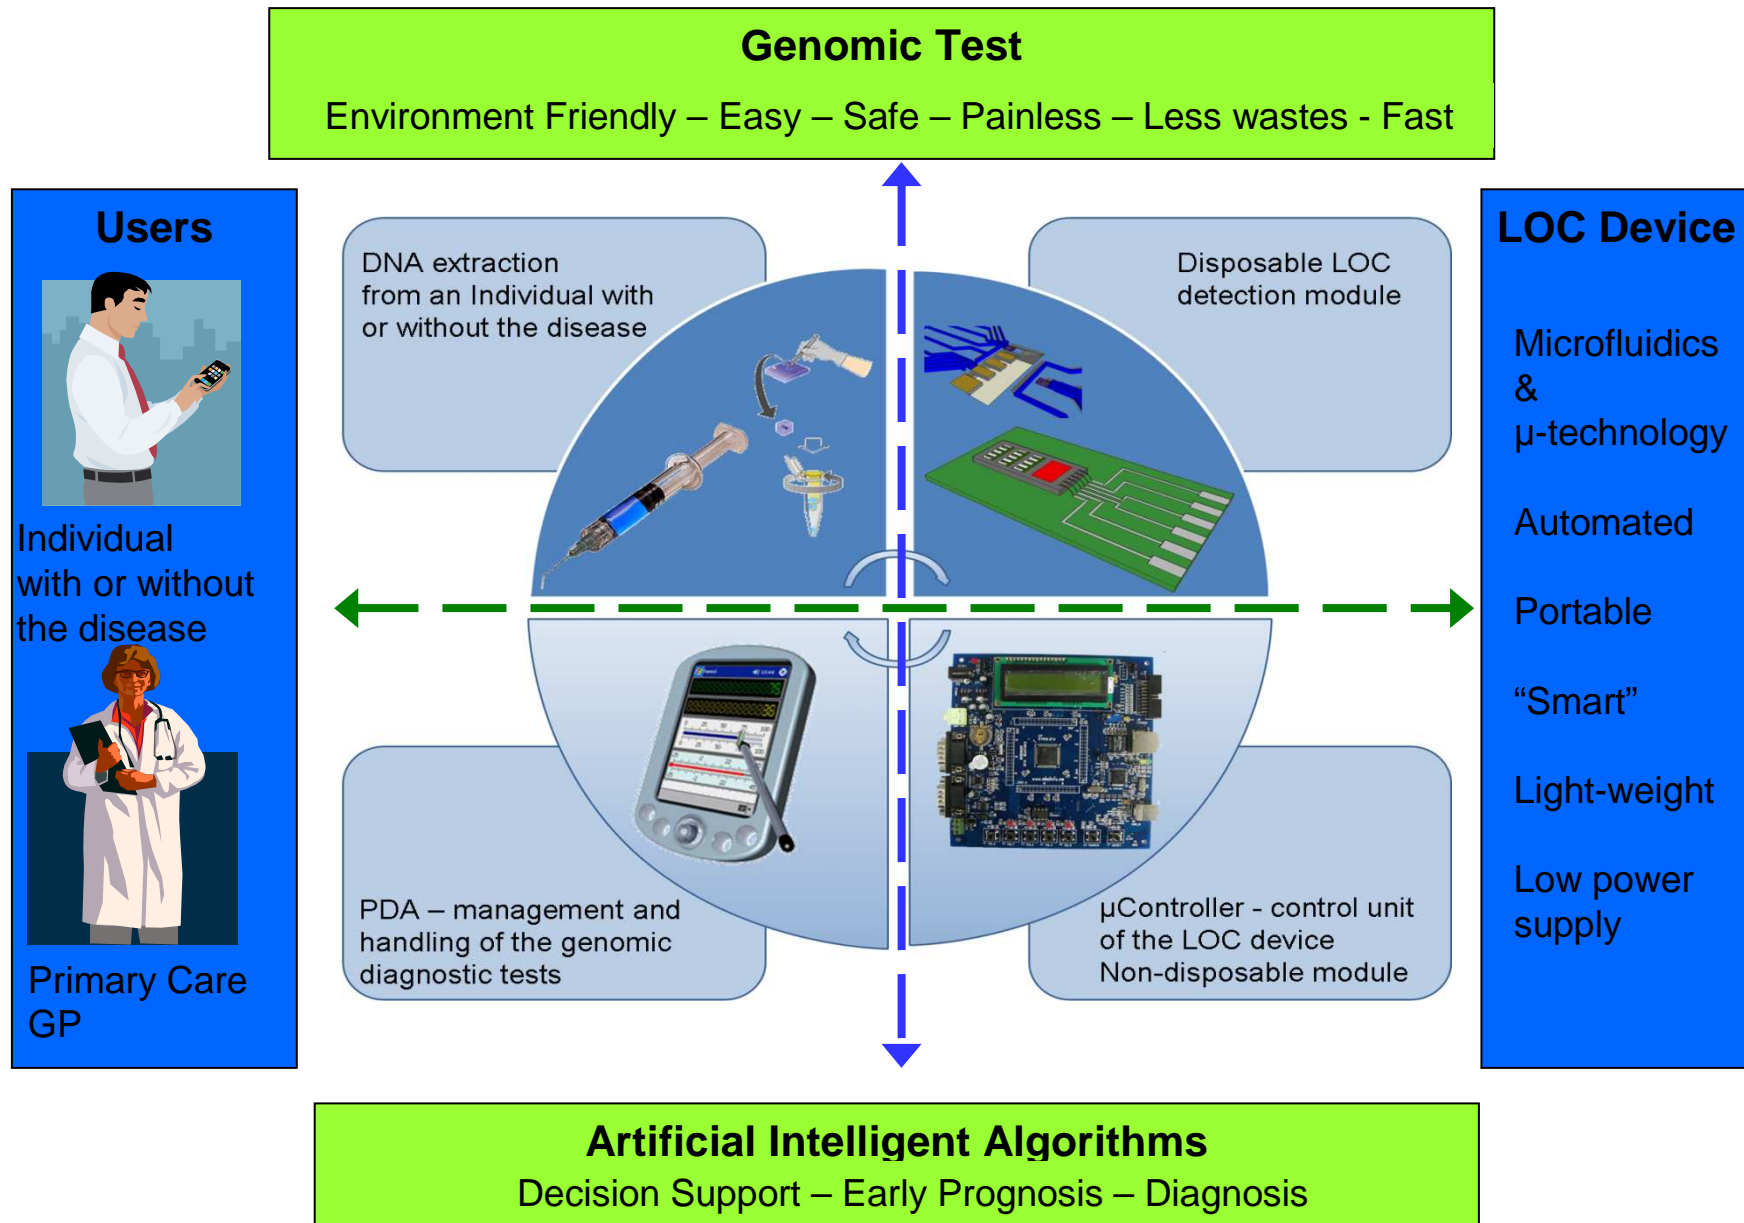 Genomic Test
Environment Friendly – Easy – Safe – Painless – Less wastes - Fast
Users
Individual
with or without
the disease
Primary Care
GP
DNA extraction
from an Individual with
or without the disease
Disposable LOC
detection module
PDA – management and
handling of the genomic
diagnostic tests
µController - control unit
of the LOC device
Non-disposable module
LOC Device
Microfluidics
&
µ-technology
Automated
Portable
“Smart”
Light-weight
Low power
supply
Artificial Intelligent Algorithms
Decision Support – Early Prognosis – Diagnosis